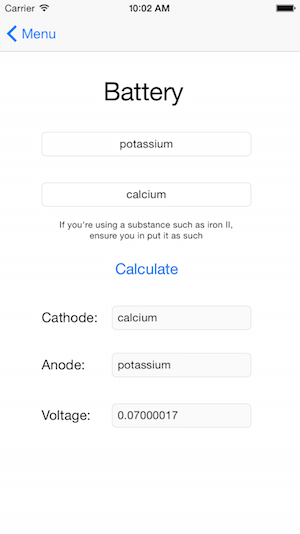 Carrier 10:02 AM
Menu
Battery
potassium
calcium
If you're using a substance such as iron II,
ensure you in put it as such
Calculate
Cathode: calcium
Anode: potassium
Voltage: 0.07000017